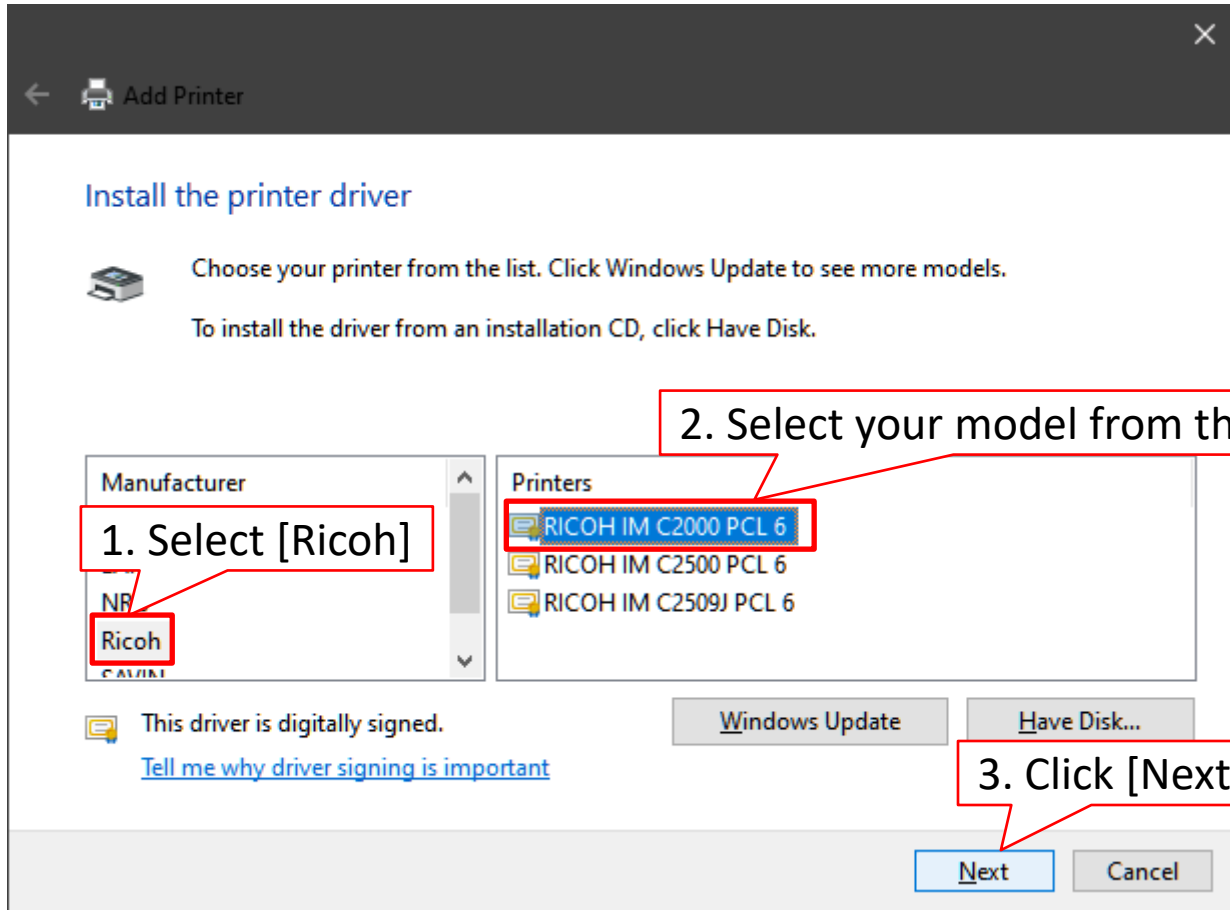 Add Printer
Install the printer driver
Choose your printer from the list. Click Windows Update to see more models.
To install the driver from an installation CD, click Have Disk.
2. Select your model from th
Manufacturer
Printers
1. Select [Ricoh]
RICOH IM C2000 PCL 6
RICOH IM C2500 PCL 6
NR
RICOH IM C2509J PCL 6
Ricoh
SAVIN
This driver is digitally signed.
Windows Update
Have Disk...
Tell me why driver signing is important
3. Click [Next
Next
Cancel